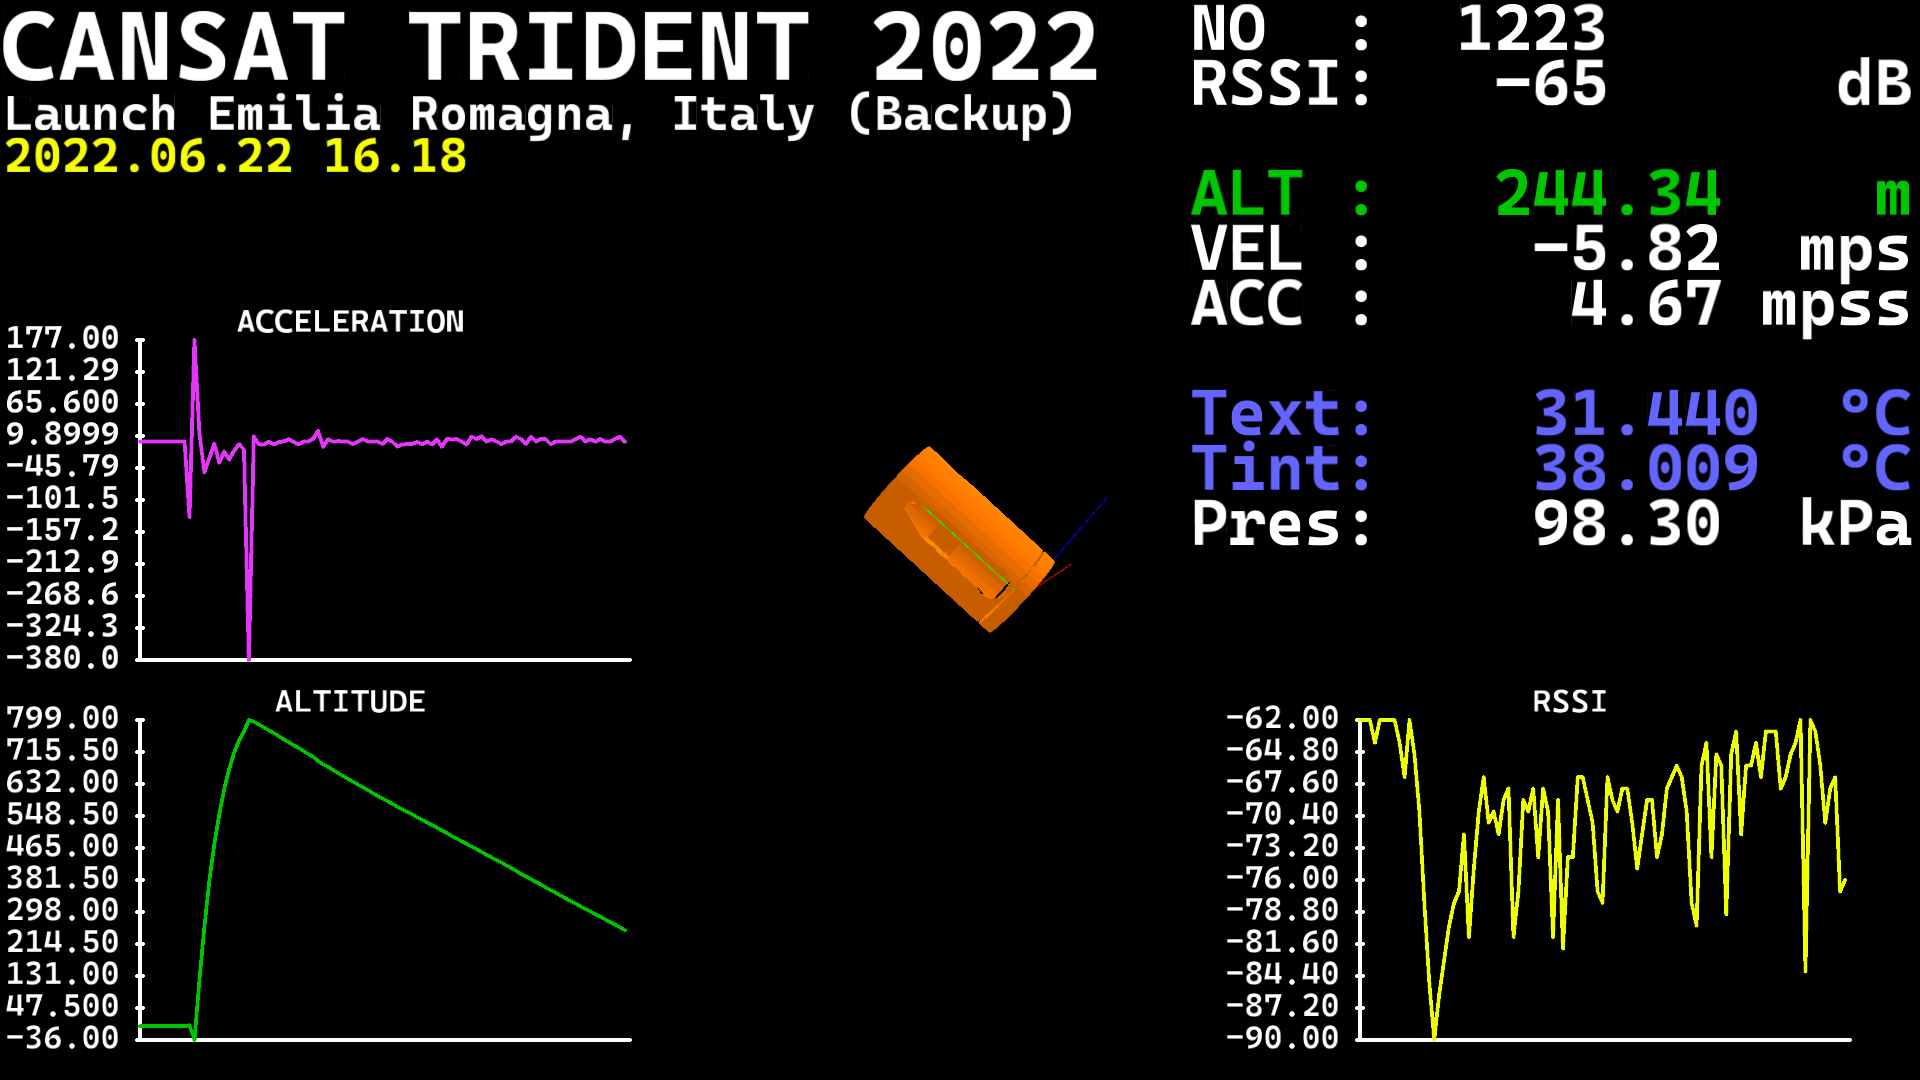 CANSAT TRIDENT 2022
Launch Emilia Romagna, Italy (Backup)
2022.06.22 16.18
NO : 1223
RSSI: -65 dB
ALT : 244.34 m
VEL : -5.82 mps
ACC : 4.67 mpss
Text: 31.440 °C
Tint: 38.009 °C
Pres: 98.30 kPa
ACCELERATION
177.00
121.29
65.600
9.8999
-45.79
-101.5
-157.2
-212.9
-268.6
-324.3
-380.0
ALTITUDE
799.00
715.50
632.00
548.50
465.00
381.50
298.00
214.50
131.00
47.500
-36.00
RSSI
-62.00
-64.80
-67.60
-70.40
-73.20
-76.00
-78.80
-81.60
-84.40
-87.20
-90.00